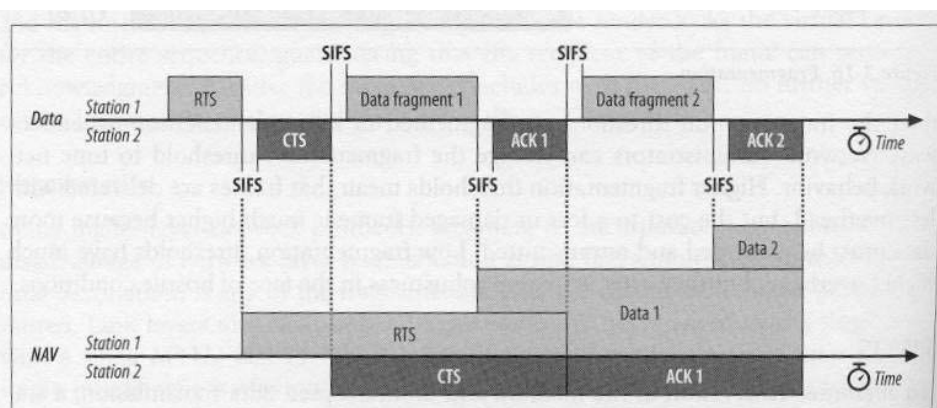 SIFS SIFS
Station 1 RTS Data fragment 1 Data fragment 2
Data
Station 2 CTS ACK 1 ACK 2 Time
SIFS SIFS SIFS
Data 2
RTS Data 1
Station 1
NAV
Station 2 CTS ACK 1 Time